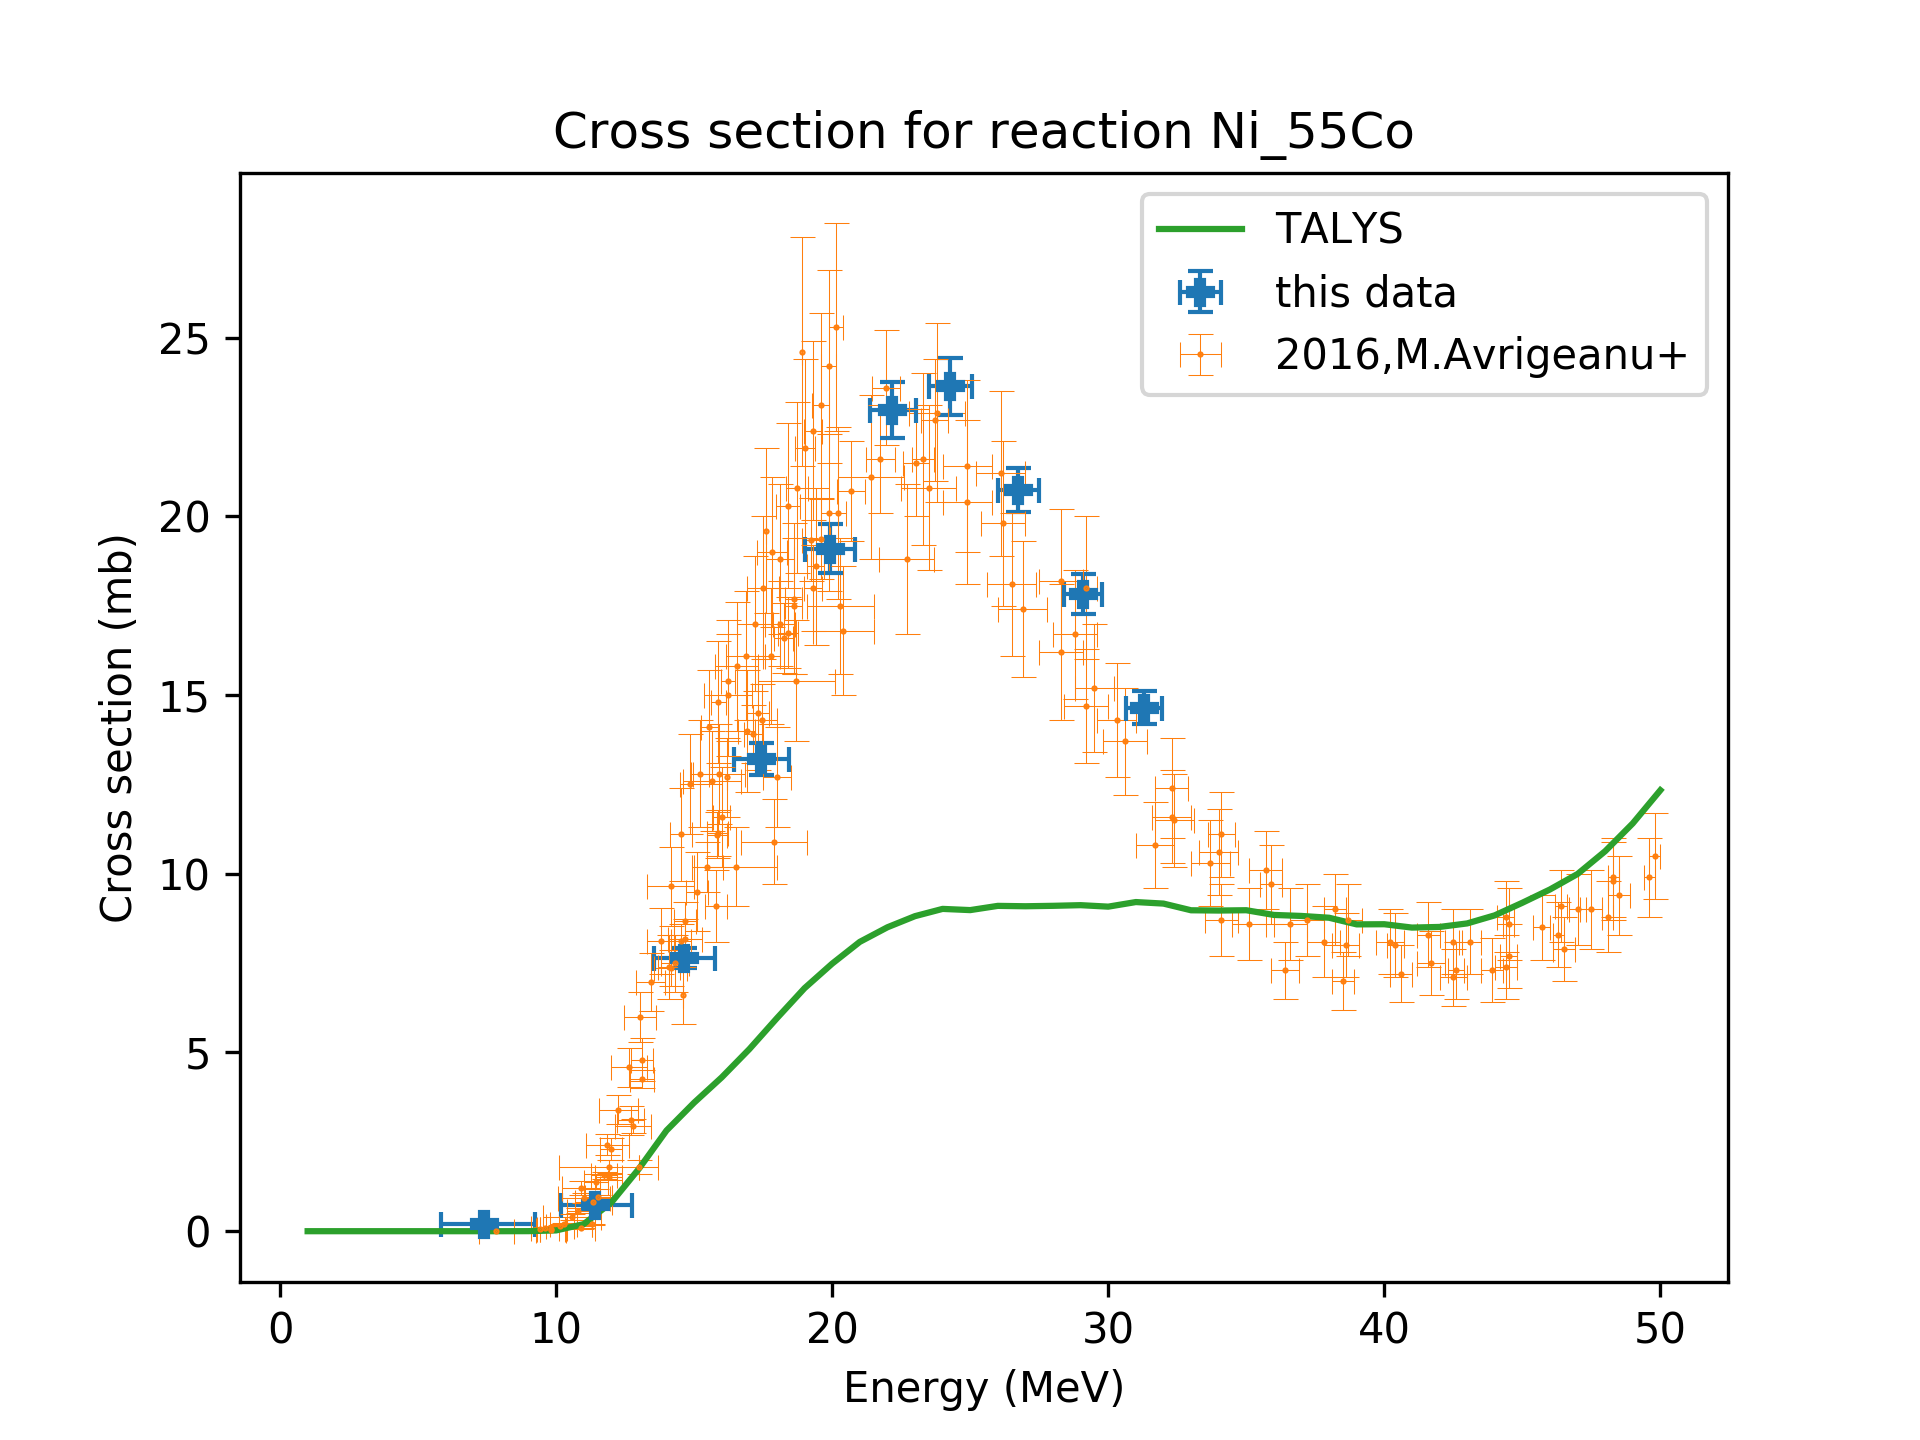 Cross section for reaction Ni_55Co
TALYS
this data
2016,M.Avrigeanu+
25
20
15
10
5
0
Cross section (mb)
0 10 20 30 40 50
Energy (MeV)